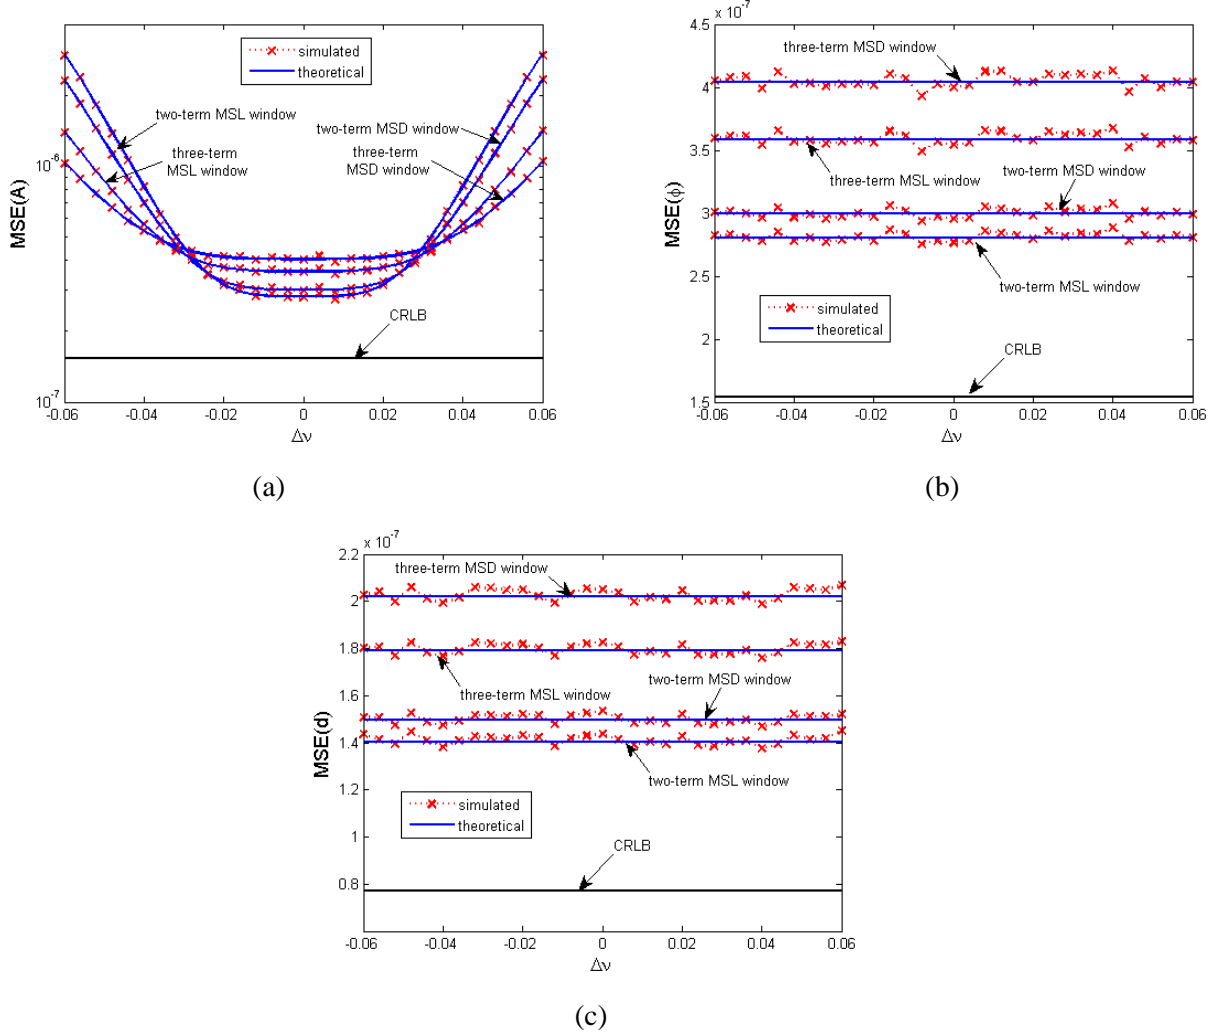 simulated
theoretical
two-term MSL window
three-term
MSL window
two-term MSD window
three-term
MSD window
CRLB
10^-6
10^-7
MSE(A)
-0.06 -0.04 -0.02 0 0.02 0.04 0.06
Δν
(a)
x 10^-7
4.5
4
3.5
3
2.5
2
1.5
MSE(ϕ)
three-term MSD window
three-term MSL window
two-term MSD window
two-term MSL window
simulated
theoretical
CRLB
-0.06 -0.04 -0.02 0 0.02 0.04 0.06
Δν
(b)
x 10^-7
2.2
2
1.8
1.6
1.4
1.2
1
0.8
MSE(d)
three-term MSD window
three-term MSL window
two-term MSD window
two-term MSL window
simulated
theoretical
CRLB
-0.06 -0.04 -0.02 0 0.02 0.04 0.06
Δν
(c)